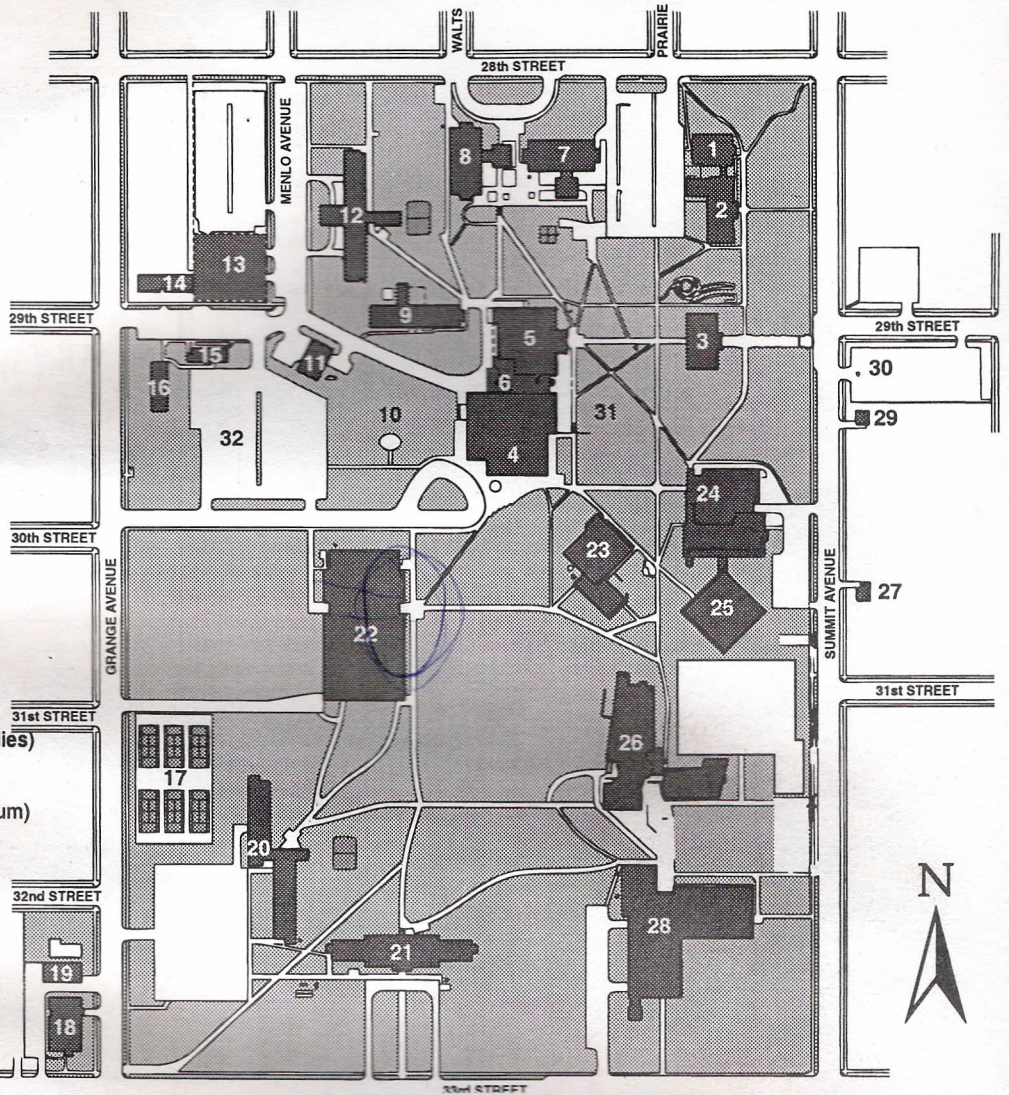 WALTS
PRAIRIE
28th STREET
MENLO AVENUE
1
8
7
2
12
13
14
9
29th STREET
5
3
29th STREET
15
11
16
6
30
10
31
29
32
4
24
30th STREET
23
27
GRANGE AVENUE
25
SUMMIT AVENUE
22
31st STREET
31st STREET
ies)
26
17
um)
20
32nd STREET
N
28
21
19
18
33rd STREET